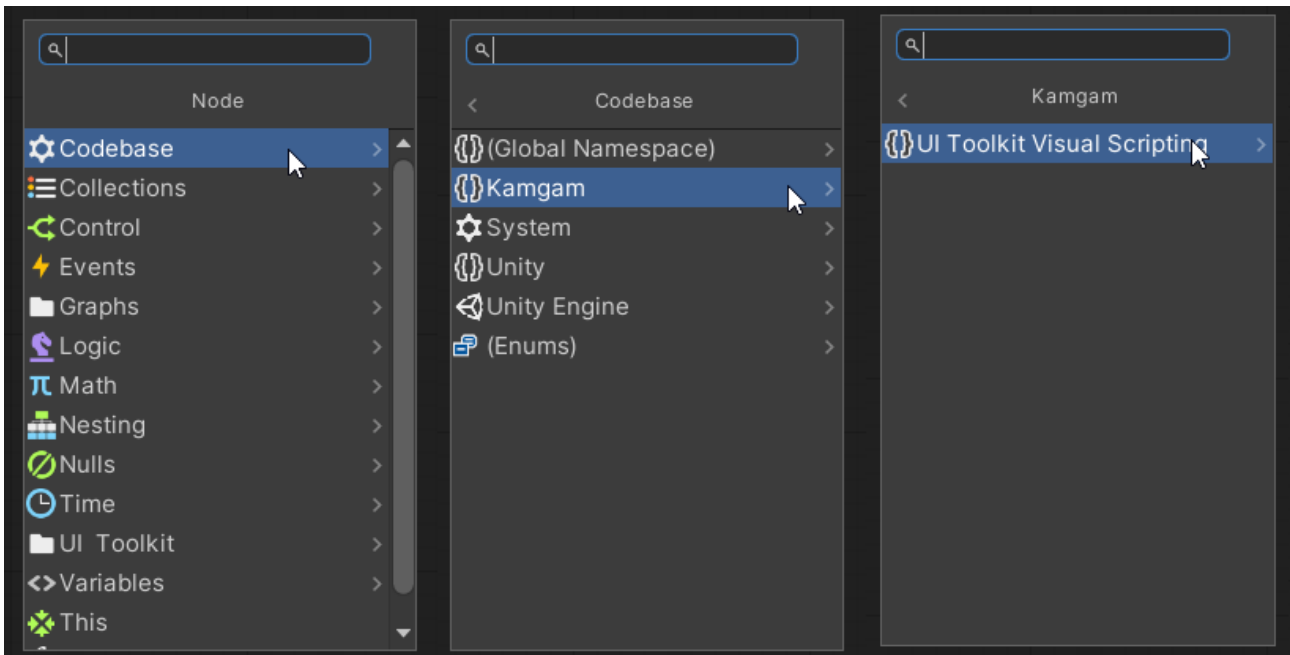 Node
Codebase
Collections
Control
Events
Graphs
Logic
Math
Nesting
Nulls
Time
UI Toolkit
Variables
This
Codebase
(Global Namespace)
Kamgam
System
Unity
Unity Engine
(Enums)
Kamgam
UI Toolkit Visual Scripting